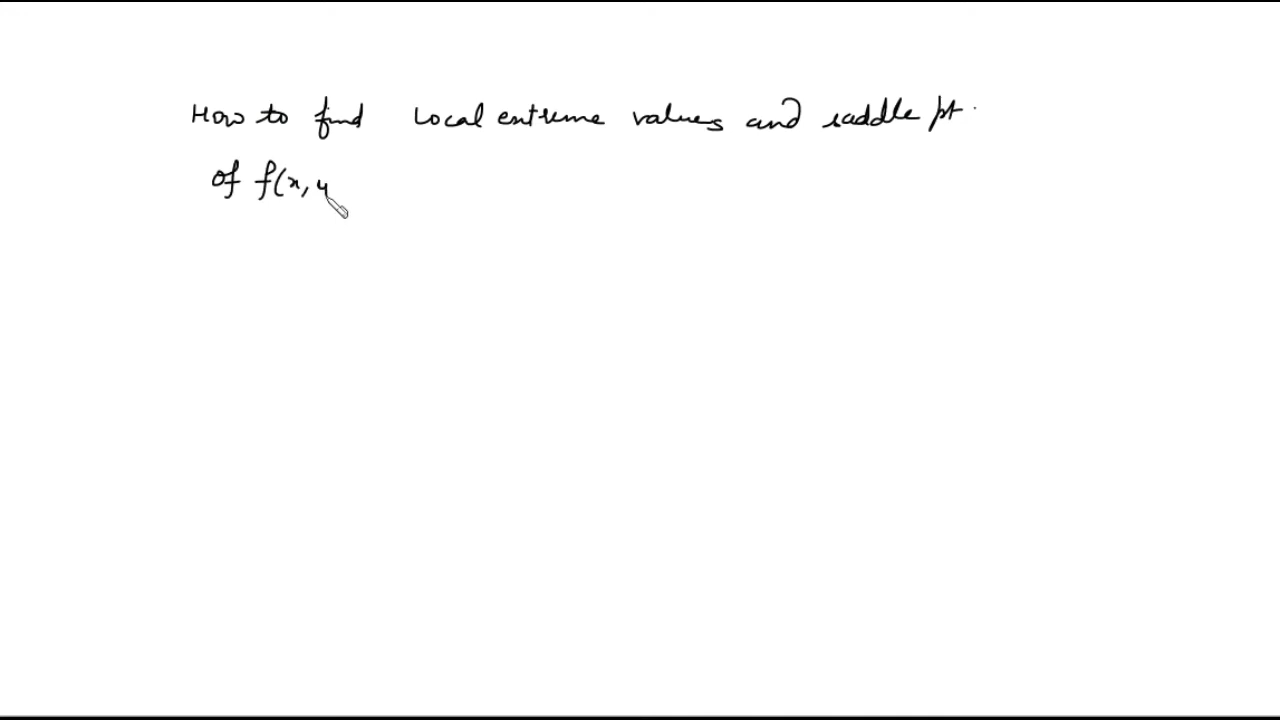 How to find local extreme values and saddle pt.
of f(x, y